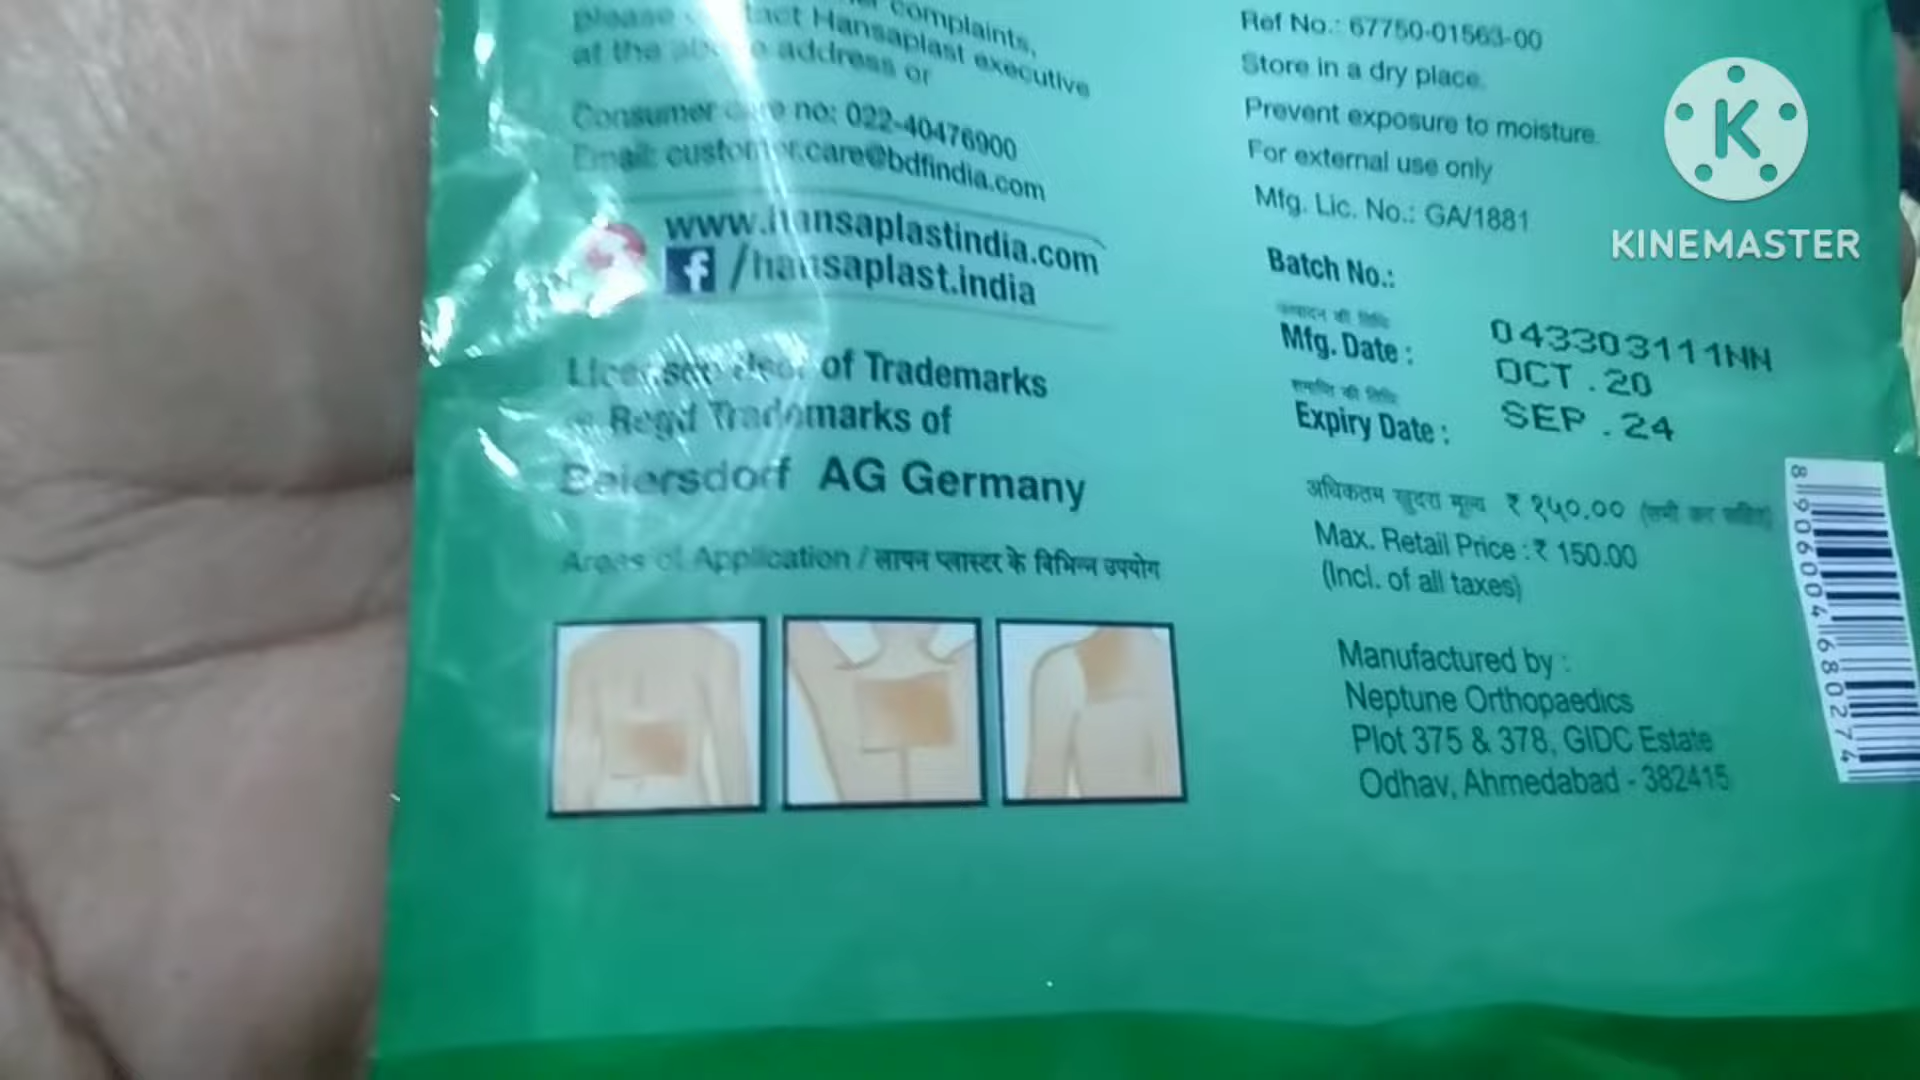 complaints,
please contact Hansaplast executive
at the above address or
Consumer care no: 022-40476900
Email: customer.care@bdfindia.com
www.hansaplastindia.com
/hansaplast.india
of Trademarks
Regd Trademarks of
Beiersdorf AG Germany
Areas of Application / लापन प्लास्टर के विभिन्न उपयोग
Ref No.: 67750-01563-00
Store in a dry place.
Prevent exposure to moisture.
For external use only
Mfg. Lic. No.: GA/1881
Batch No.:
043303111NN
उत्पादन की तिथि
Mfg. Date : OCT . 20
समाप्ति की तिथि
Expiry Date : SEP . 24
अधिकतम खुदरा मूल्य ₹ १५०.०० (सभी कर सहित)
Max. Retail Price : ₹ 150.00
(Incl. of all taxes)
Manufactured by :
Neptune Orthopaedics
Plot 375 & 378, GIDC Estate
Odhav, Ahmedabad - 382415
8 906004 680274
K
KINEMASTER